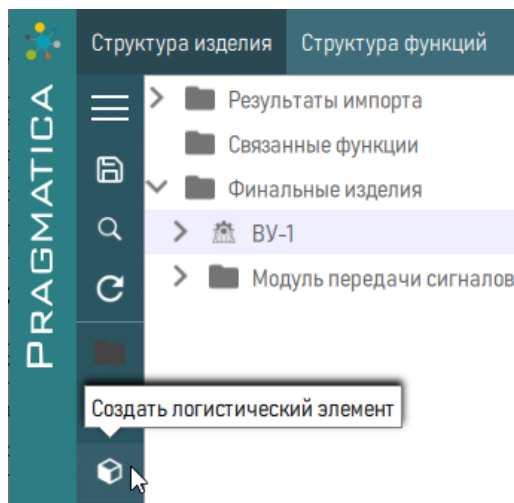 PRAGMATICA
Структура изделия Структура функций
Результаты импорта
Связанные функции
Финальные изделия
ВУ-1
Модуль передачи сигналов
Создать логистический элемент